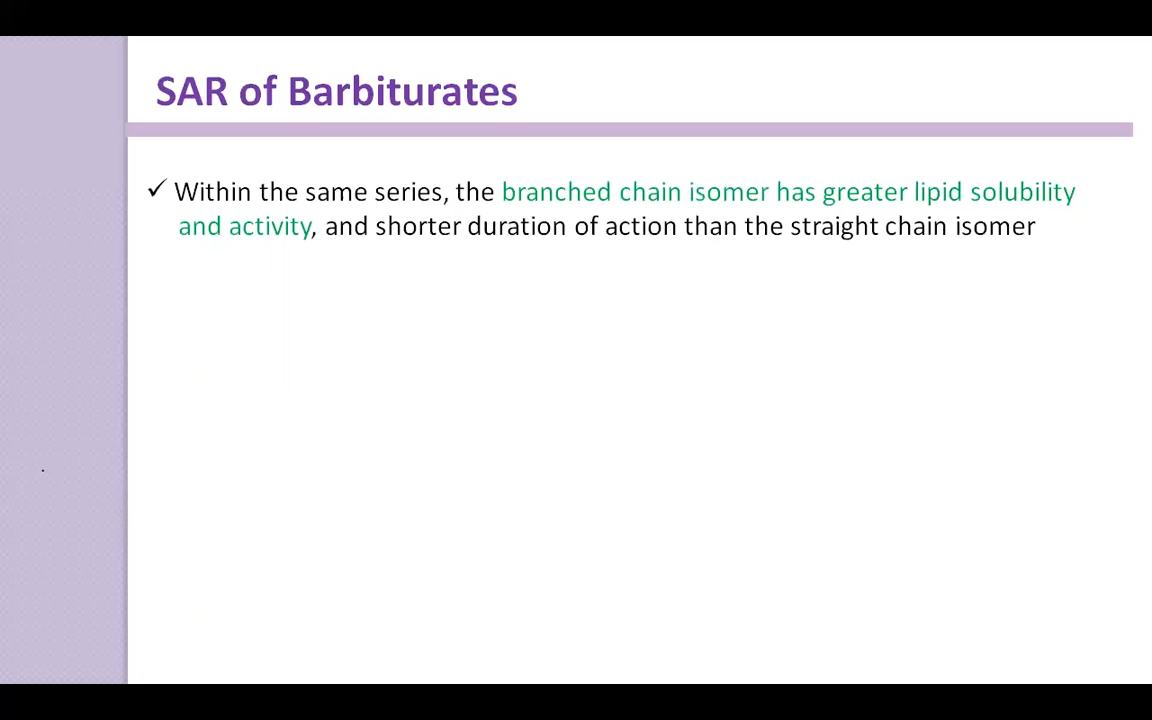 SAR of Barbiturates
✓ Within the same series, the branched chain isomer has greater lipid solubility
and activity, and shorter duration of action than the straight chain isomer